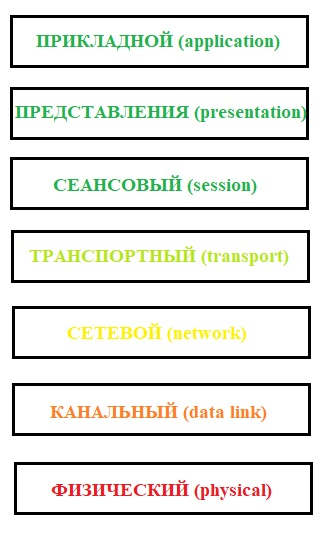 ПРИКЛАДНОЙ (application)
ПРЕДСТАВЛЕНИЯ (presentation)
СЕАНСОВЫЙ (session)
ТРАНСПОРТНЫЙ (transport)
СЕТЕВОЙ (network)
КАНАЛЬНЫЙ (data link)
ФИЗИЧЕСКИЙ (physical)